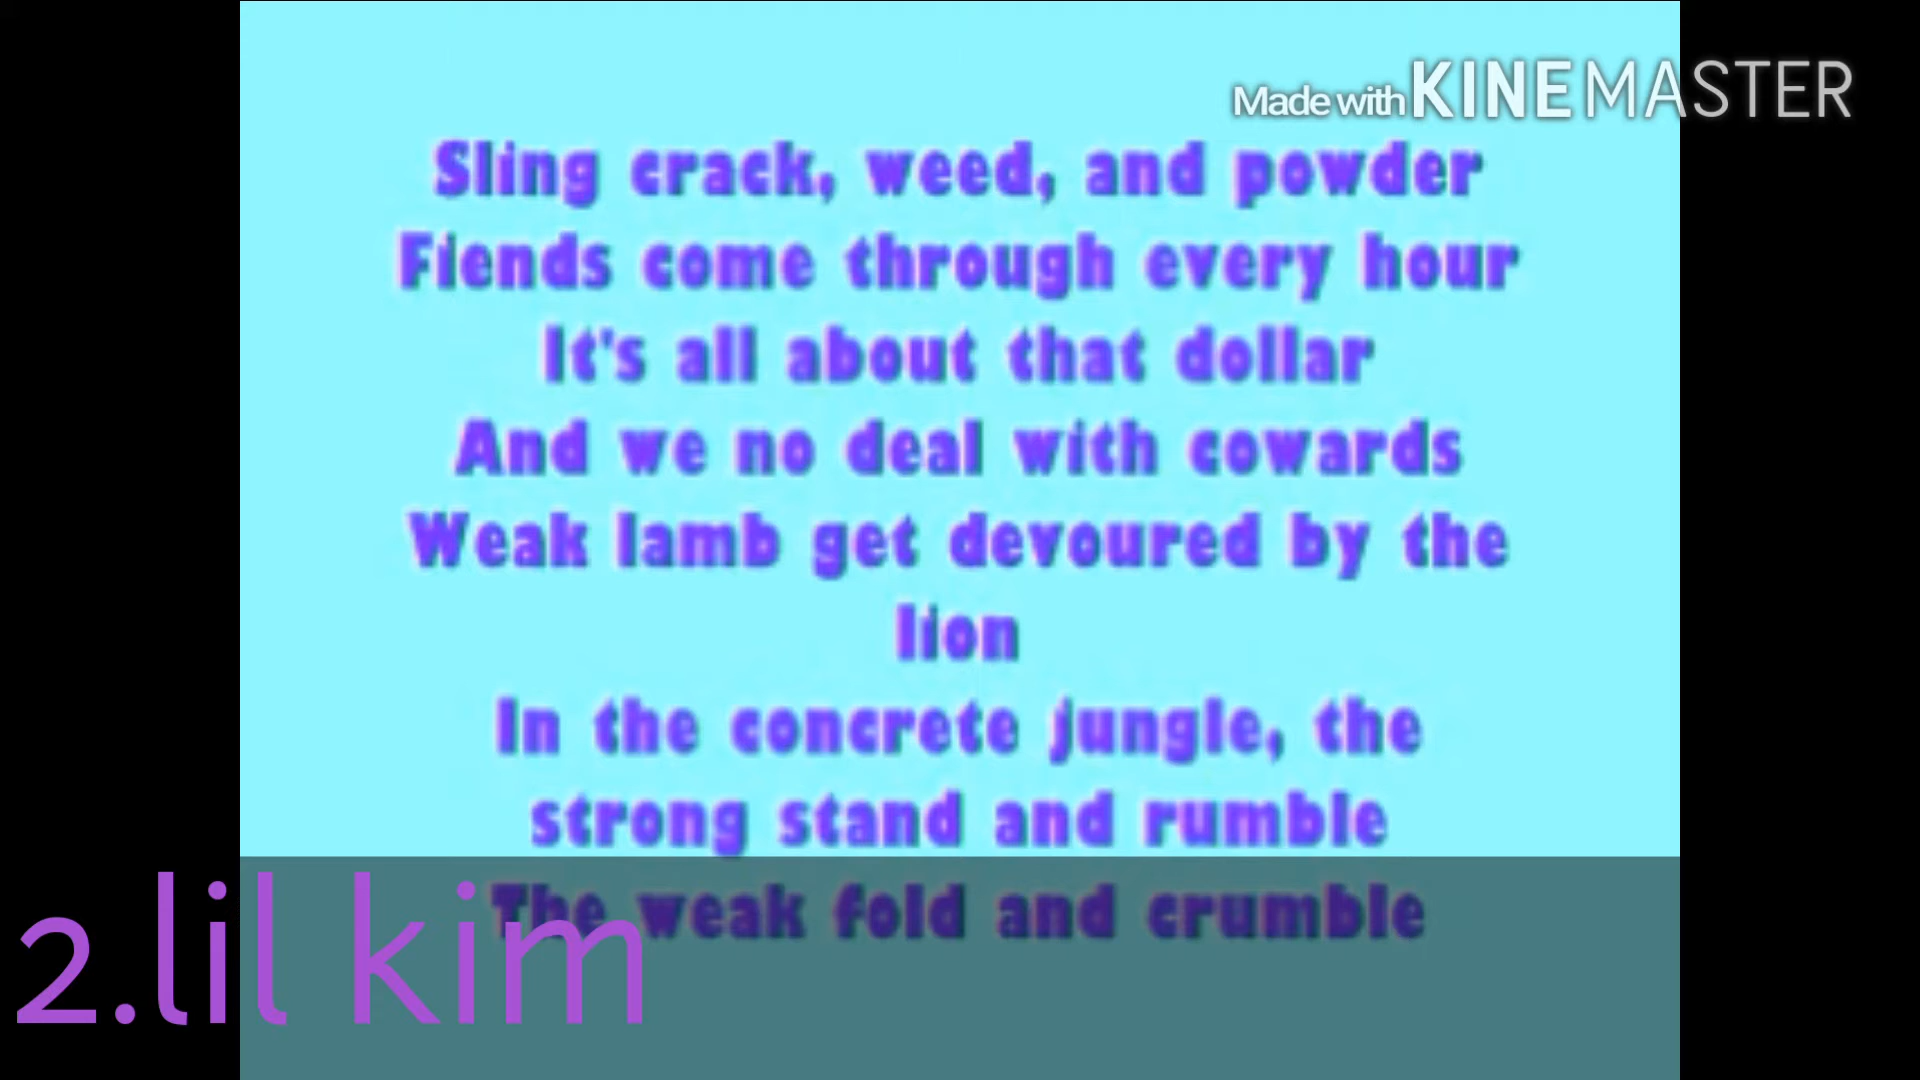 Made with KINEMASTER
Sling crack, weed, and powder
Fiends come through every hour
It's all about that dollar
And we no deal with cowards
Weak lamb get devoured by the
lion
In the concrete jungle, the
strong stand and rumble
The weak fold and crumble
2.lil kim